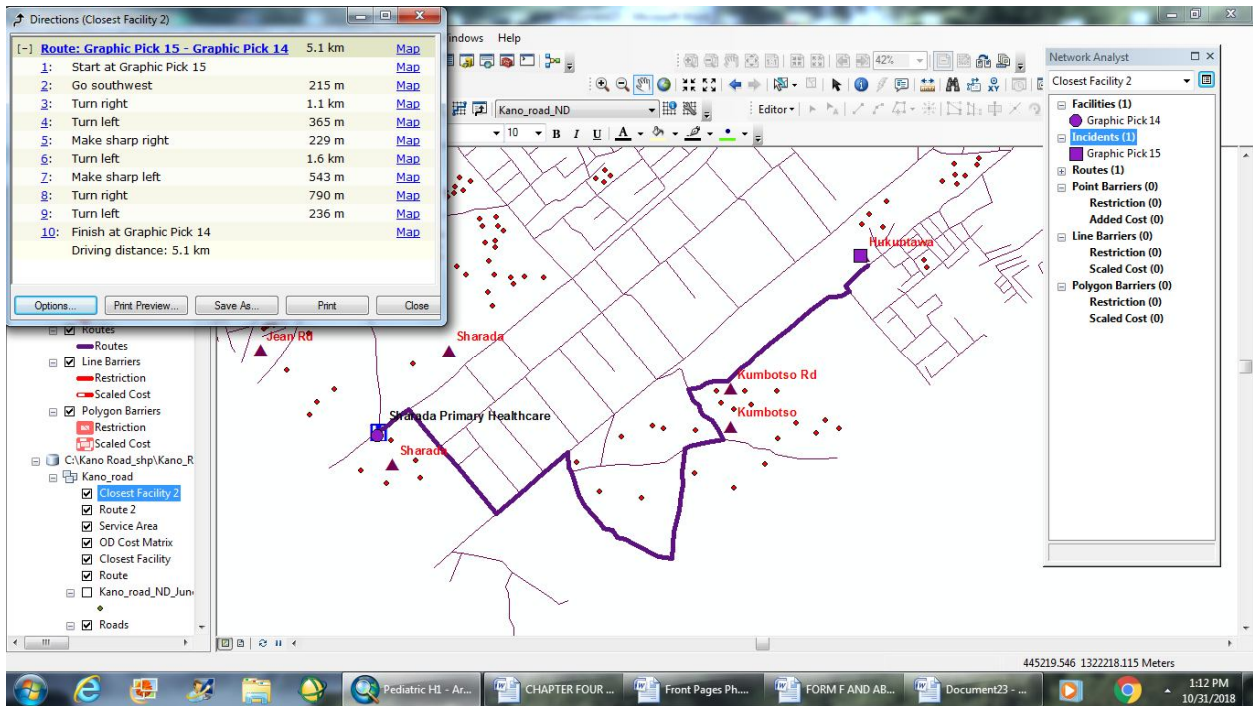 Directions (Closest Facility 2)
[-] Route: Graphic Pick 15 - Graphic Pick 14 5.1 km Map
1: Start at Graphic Pick 15 Map
2: Go southwest 215 m Map
3: Turn right 1.1 km Map
4: Turn left 365 m Map
5: Make sharp right 229 m Map
6: Turn left 1.6 km Map
7: Make sharp left 543 m Map
8: Turn right 790 m Map
9: Turn left 236 m Map
10: Finish at Graphic Pick 14 Map
Driving distance: 5.1 km
Options... Print Preview... Save As... Print Close
indows Help
42%
Kano_road_ND Editor
10 B I U A
Network Analyst
Closest Facility 2
Facilities (1)
Graphic Pick 14
Incidents (1)
Graphic Pick 15
Routes (1)
Point Barriers (0)
Restriction (0)
Added Cost (0)
Line Barriers (0)
Restriction (0)
Scaled Cost (0)
Polygon Barriers (0)
Restriction (0)
Scaled Cost (0)
Routes
Routes
Line Barriers
Restriction
Scaled Cost
Polygon Barriers
Restriction
Scaled Cost
C:\Kano Road_shp\Kano_R
Kano_road
Closest Facility 2
Route 2
Service Area
OD Cost Matrix
Closest Facility
Route
Kano_road_ND_Jun
Roads
Hukuntawa
Jean Rd
Sharada
Kumbotso Rd
Sharada Primary Healthcare
Kumbotso
Sharada
445219.546 1322218.115 Meters
Pediatric H1 - Ar...
CHAPTER FOUR ...
Front Pages Ph....
FORM F AND AB...
Document23 - ...
1:12 PM
10/31/2018